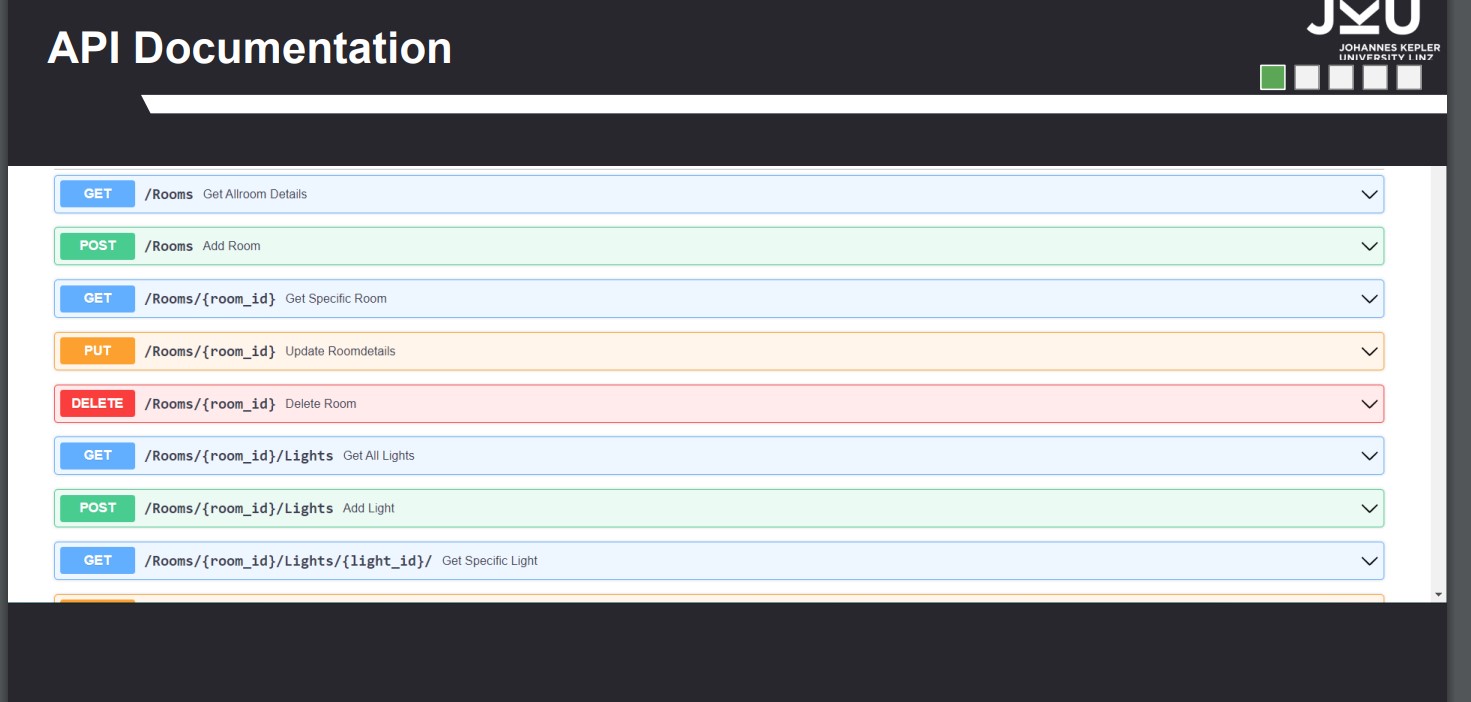 JKU
API Documentation
JOHANNES KEPLER
UNIVERSITY LINZ
GET /Rooms Get Allroom Details
POST /Rooms Add Room
GET /Rooms/{room_id} Get Specific Room
PUT /Rooms/{room_id} Update Roomdetails
DELETE /Rooms/{room_id} Delete Room
GET /Rooms/{room_id}/Lights Get All Lights
POST /Rooms/{room_id}/Lights Add Light
GET /Rooms/{room_id}/Lights/{light_id}/ Get Specific Light